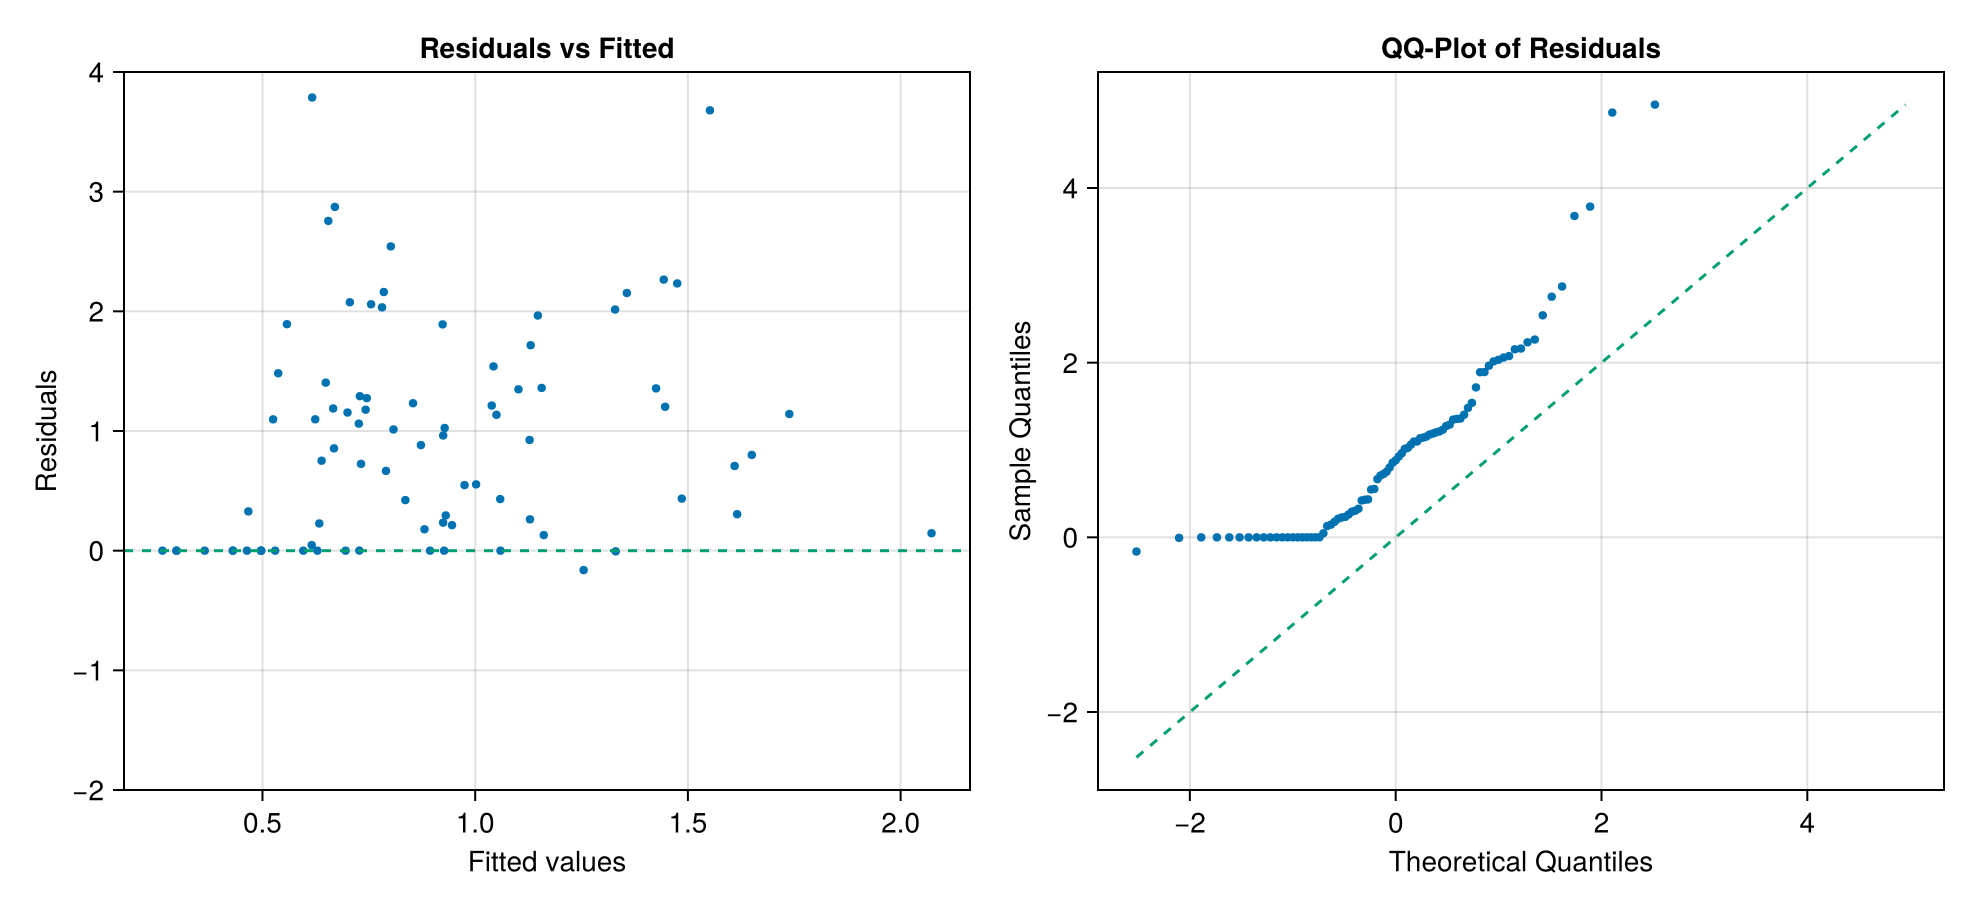 Residuals vs Fitted
4
3
2
1
0
−1
−2
Residuals
0.5 1.0 1.5 2.0
Fitted values
QQ-Plot of Residuals
4
2
0
−2
Sample Quantiles
−2 0 2 4
Theoretical Quantiles